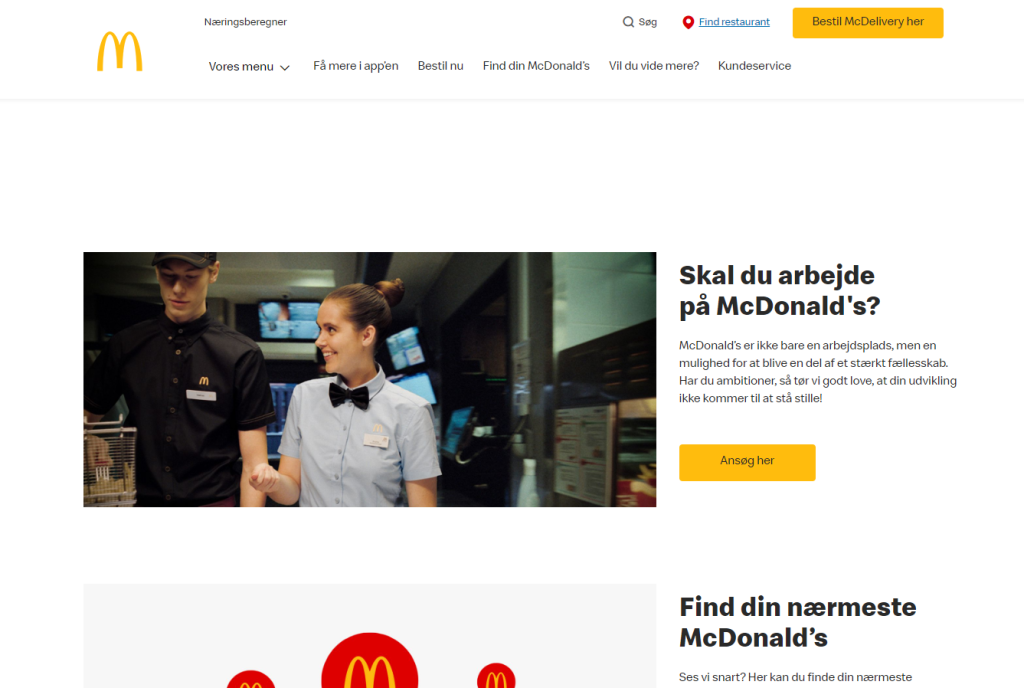 Næringsberegner
Søg
Find restaurant
Bestil McDelivery her
Vores menu
Få mere i app'en
Bestil nu
Find din McDonald's
Vil du vide mere?
Kundeservice
Skal du arbejde
på McDonald's?
McDonald's er ikke bare en arbejdsplads, men en
mulighed for at blive en del af et stærkt fællesskab.
Har du ambitioner, så tør vi godt love, at din udvikling
ikke kommer til at stå stille!
Ansøg her
Find din nærmeste
McDonald’s
Ses vi snart? Her kan du finde din nærmeste